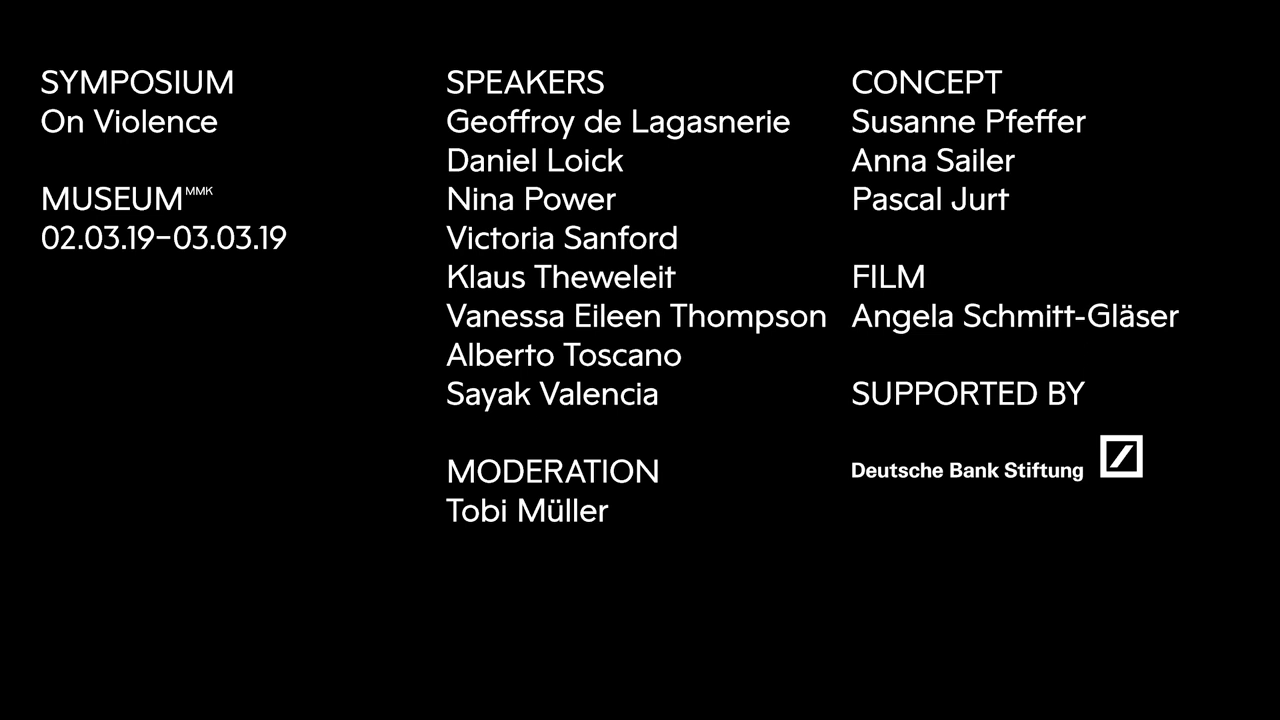 SYMPOSIUM
On Violence
MUSEUMᴹᴹᴷ
02.03.19–03.03.19
SPEAKERS
Geoffroy de Lagasnerie
Daniel Loick
Nina Power
Victoria Sanford
Klaus Theweleit
Vanessa Eileen Thompson
Alberto Toscano
Sayak Valencia
MODERATION
Tobi Müller
CONCEPT
Susanne Pfeffer
Anna Sailer
Pascal Jurt
FILM
Angela Schmitt-Gläser
SUPPORTED BY
Deutsche Bank Stiftung